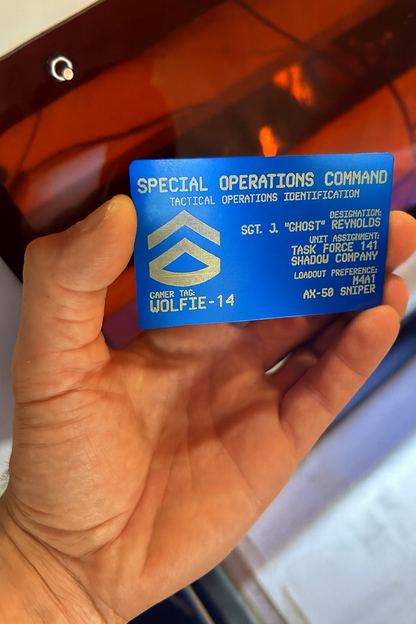 SPECIAL OPERATIONS COMMAND
TACTICAL OPERATIONS IDENTIFICATION
DESIGNATION:
SGT. J. "GHOST" REYNOLDS
UNIT ASSIGNMENT:
TASK FORCE 141
SHADOW COMPANY
LOADOUT PREFERENCE:
M4A1
AX-50 SNIPER
GAMER TAG:
WOLFIE-14